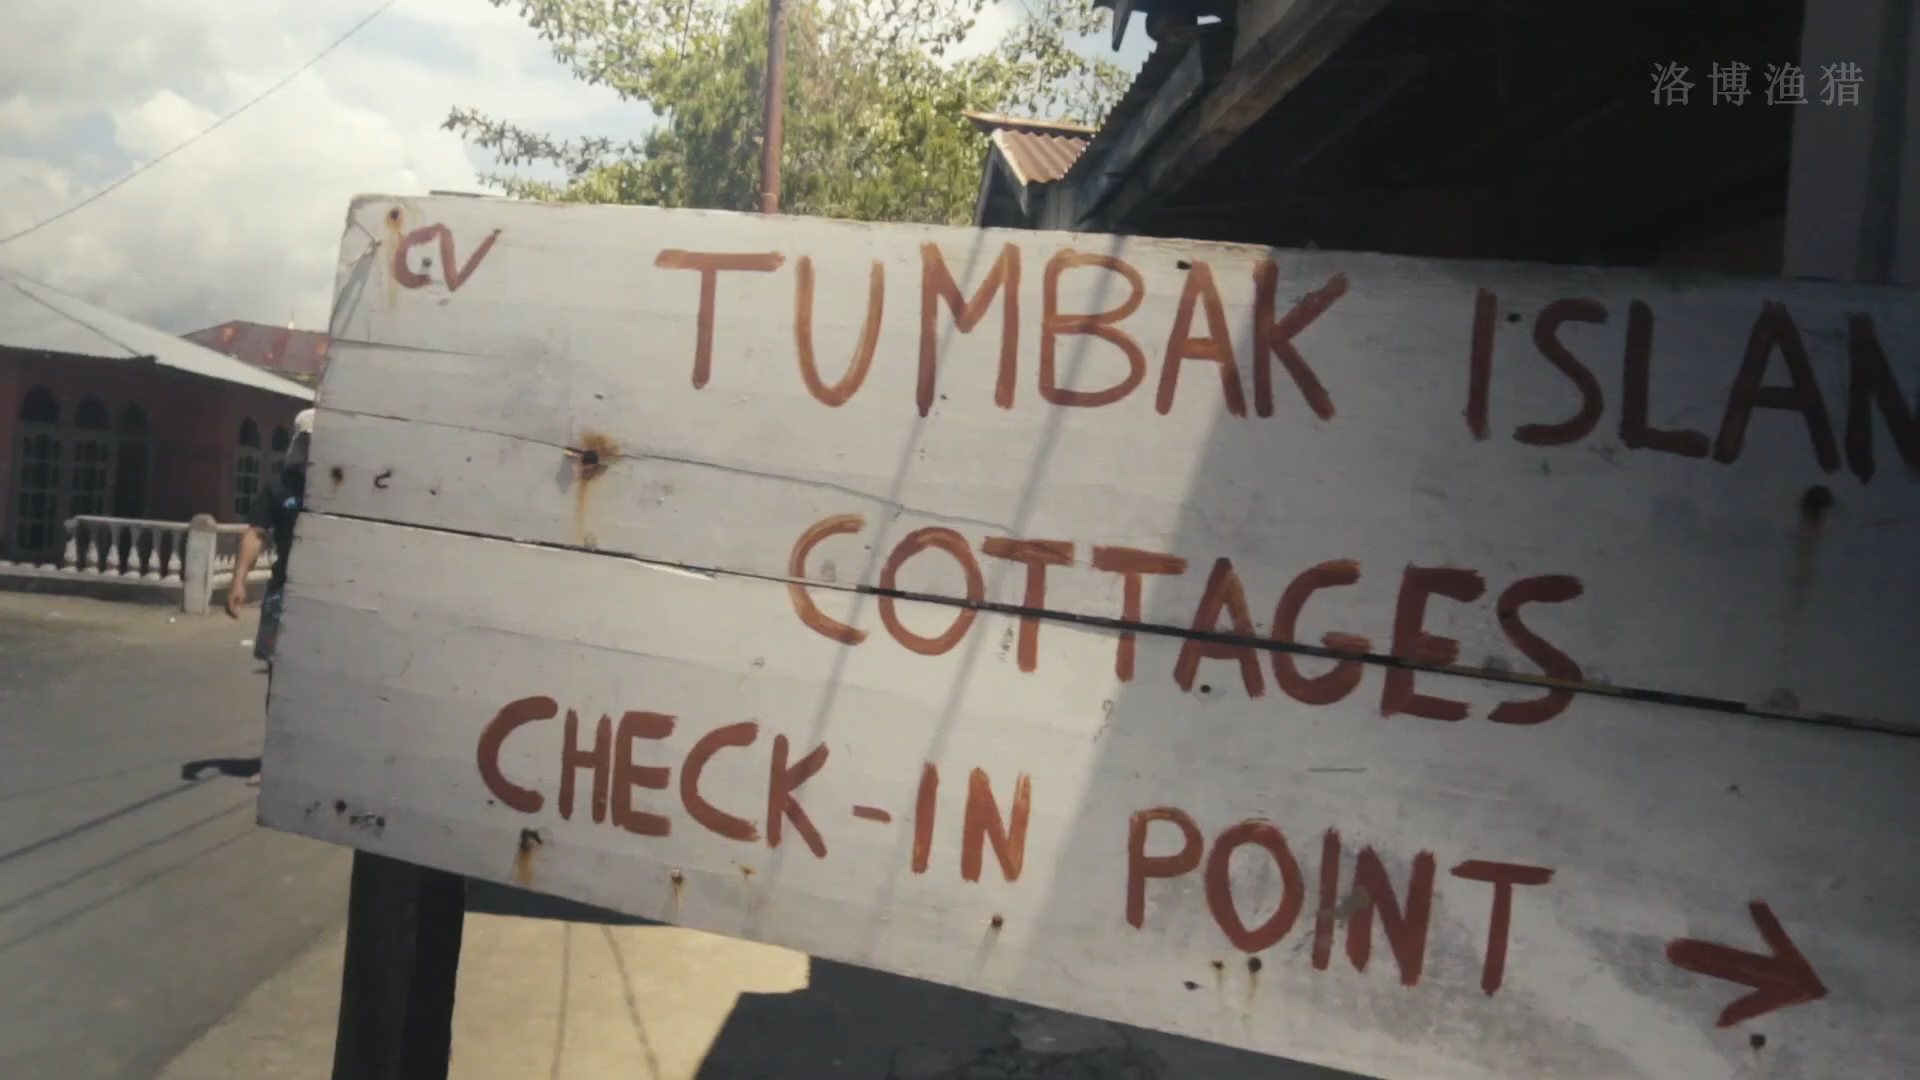 洛博渔猎
CV TUMBAK ISLAN
COTTAGES
CHECK-IN POINT →